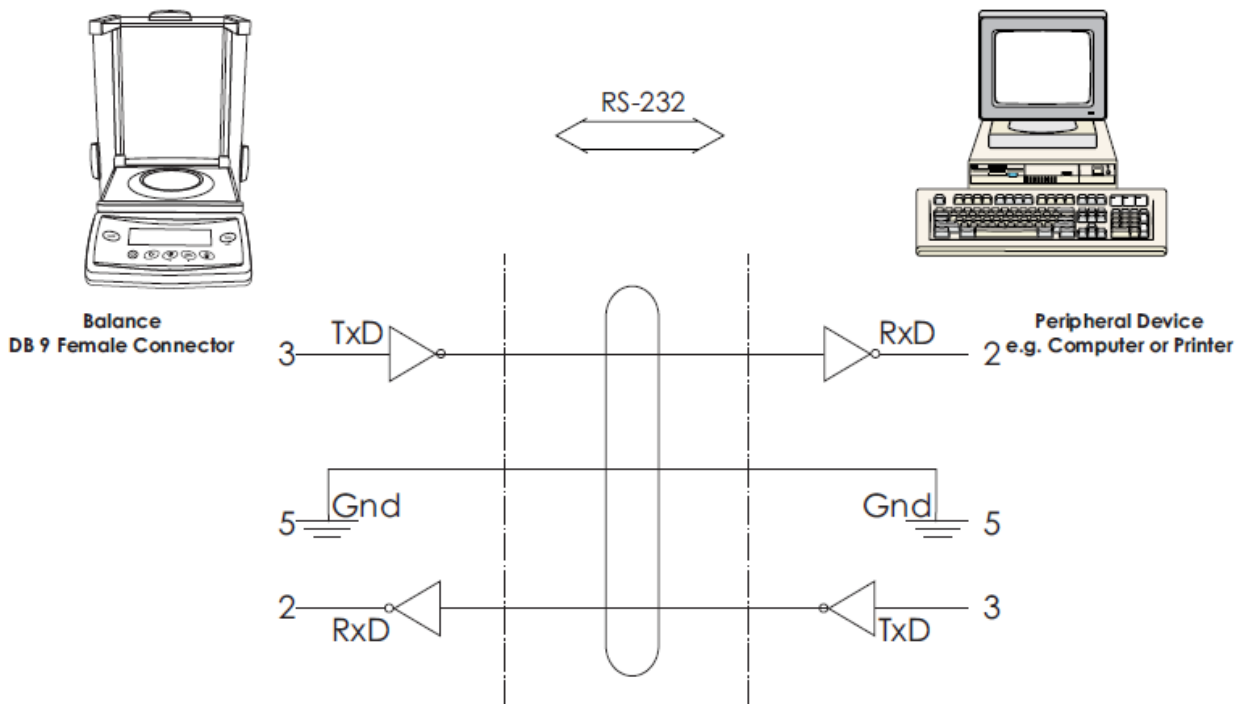 RS-232
Balance
DB 9 Female Connector
Peripheral Device
e.g. Computer or Printer
3 TxD
RxD 2
5 Gnd
Gnd 5
2 RxD
TxD 3